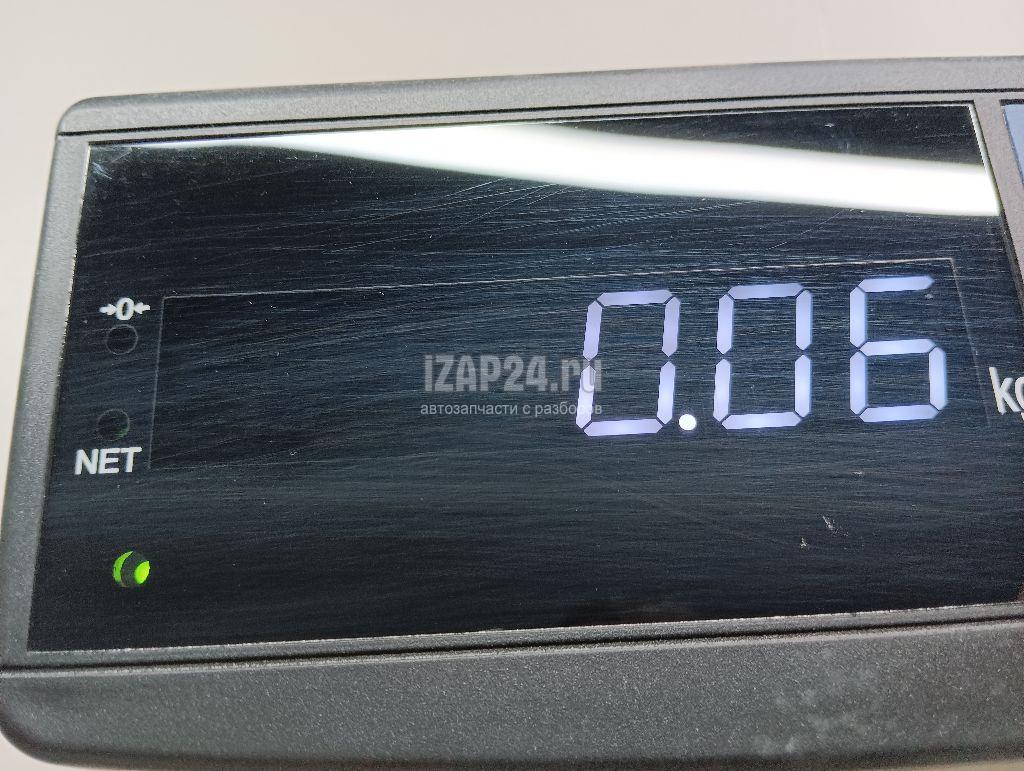 →0←
0.06
kg
NET
iZAP24.ru
автозапчасти с разборов